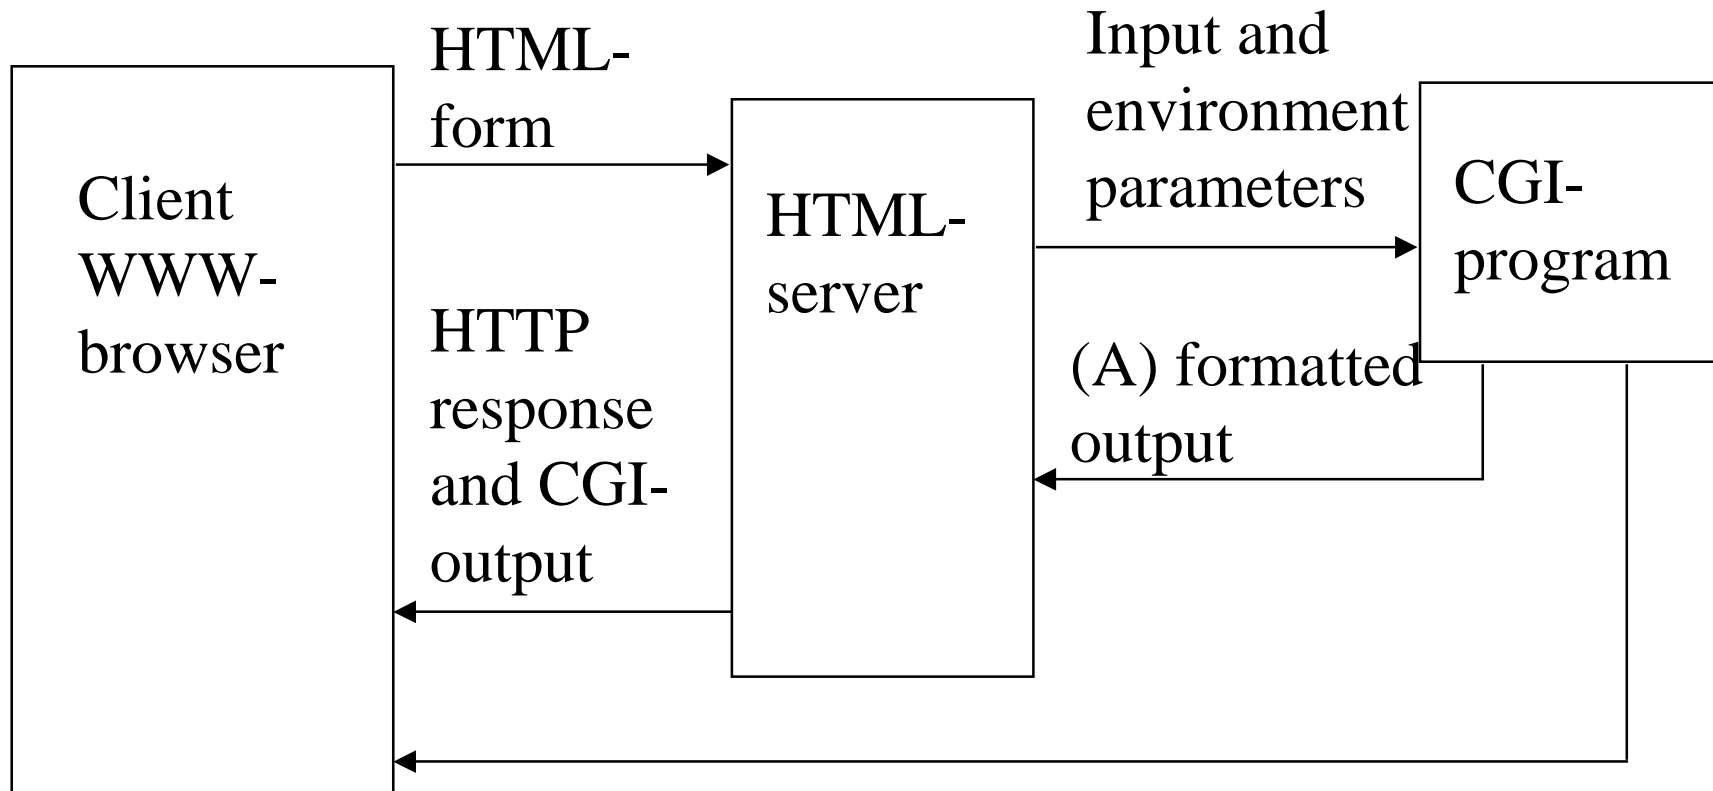 Client
WWW-
browser
HTML-
form
HTTP
response
and CGI-
output
HTML-
server
Input and
environment
parameters
(A) formatted
output
CGI-
program